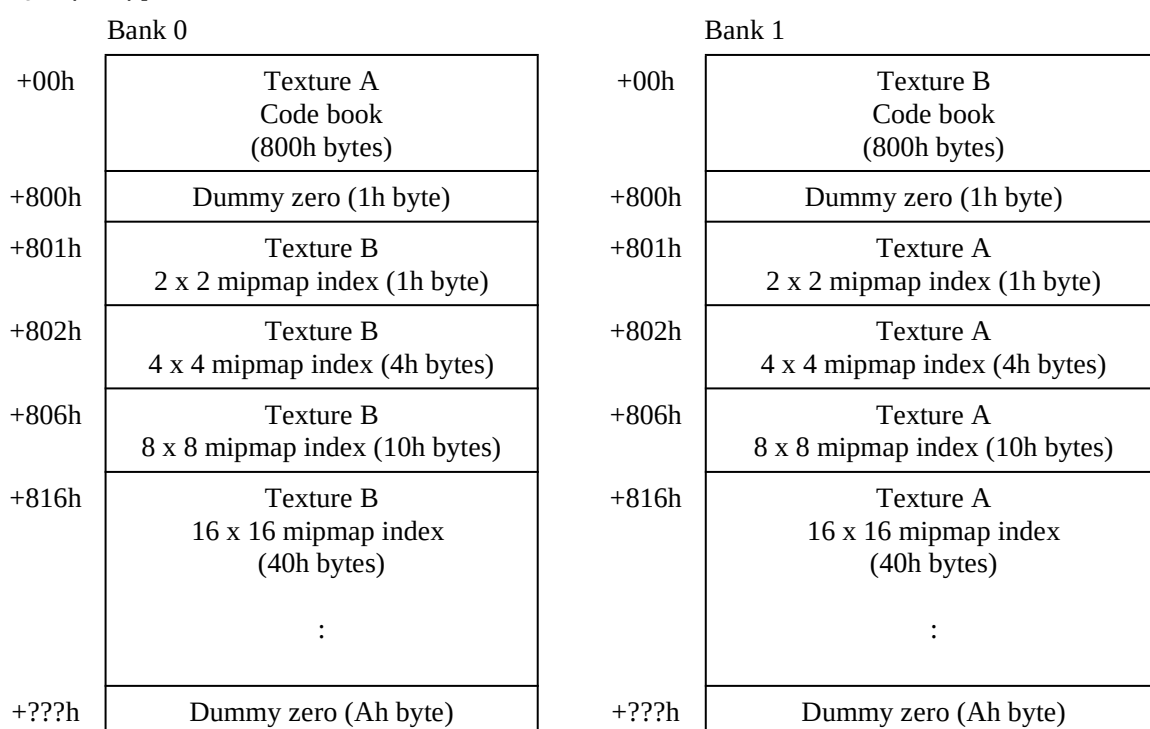 Bank 0
Bank 1
+00h
Texture A
Code book
(800h bytes)
+00h
Texture B
Code book
(800h bytes)
+800h
Dummy zero (1h byte)
+800h
Dummy zero (1h byte)
+801h
Texture B
2 x 2 mipmap index (1h byte)
+801h
Texture A
2 x 2 mipmap index (1h byte)
+802h
Texture B
4 x 4 mipmap index (4h bytes)
+802h
Texture A
4 x 4 mipmap index (4h bytes)
+806h
Texture B
8 x 8 mipmap index (10h bytes)
+806h
Texture A
8 x 8 mipmap index (10h bytes)
+816h
Texture B
16 x 16 mipmap index
(40h bytes)
:
+816h
Texture A
16 x 16 mipmap index
(40h bytes)
:
+???h
Dummy zero (Ah byte)
+???h
Dummy zero (Ah byte)